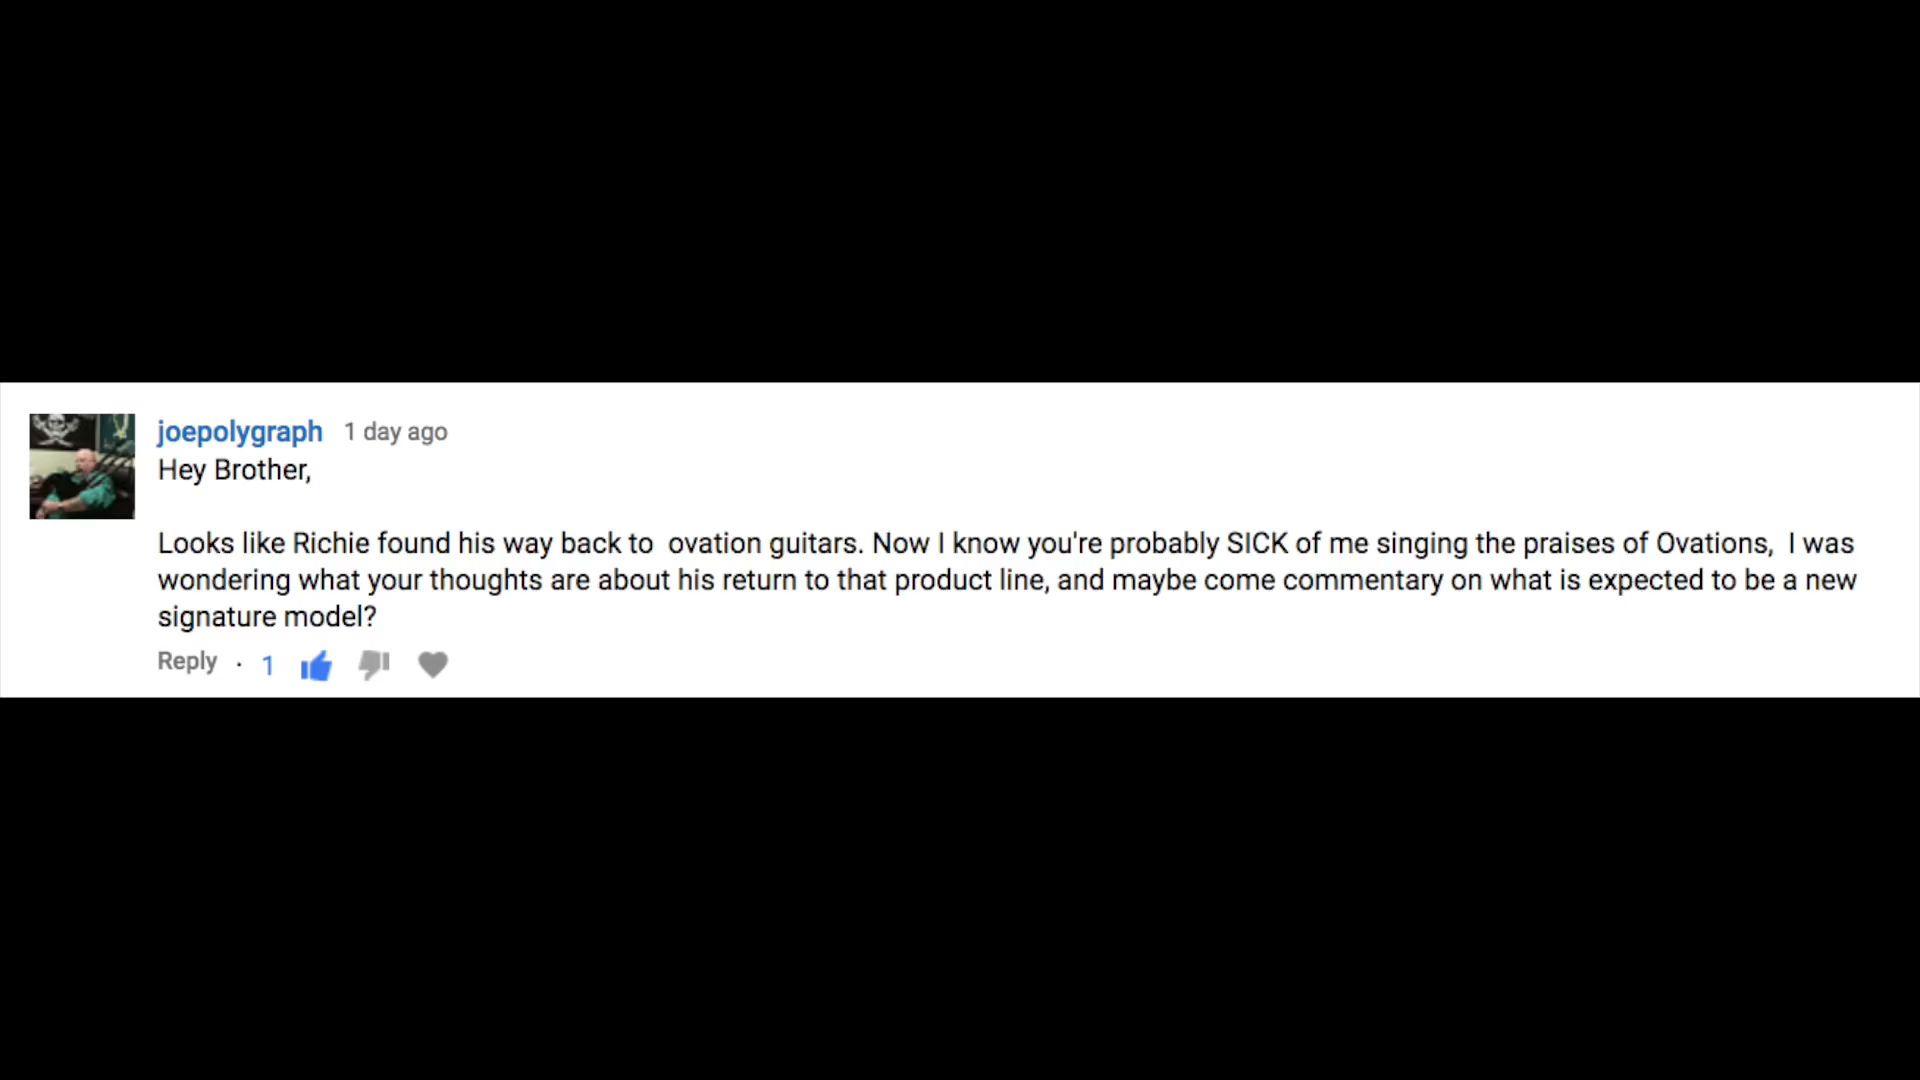 joepolygraph 1 day ago
Hey Brother,
Looks like Richie found his way back to  ovation guitars. Now I know you're probably SICK of me singing the praises of Ovations,  I was
wondering what your thoughts are about his return to that product line, and maybe come commentary on what is expected to be a new
signature model?
Reply · 1